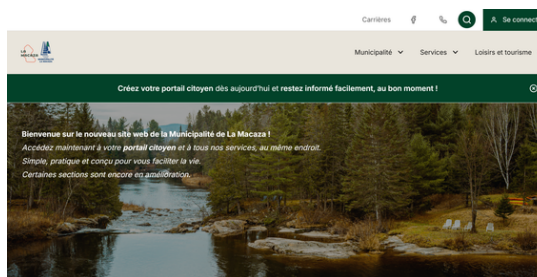 Carrières
Se connect
LA MACAZA
Municipalité
Services
Loisirs et tourisme
Créez votre portail citoyen dès aujourd'hui et restez informé facilement, au bon moment !
Bienvenue sur le nouveau site web de la Municipalité de La Macaza !
Accédez maintenant à votre portail citoyen et à tous nos services, au même endroit.
Simple, pratique et conçu pour vous faciliter la vie.
Certaines sections sont encore en amélioration.